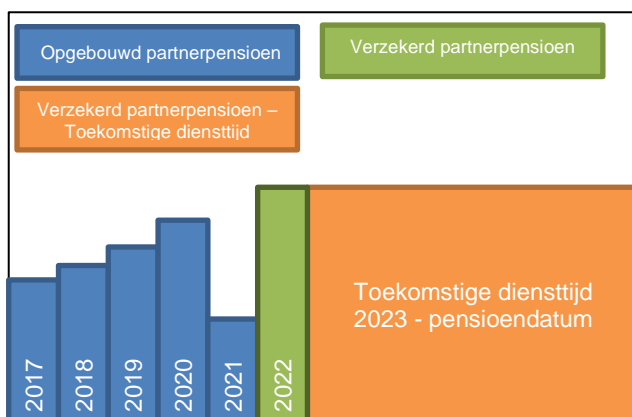 Opgebouwd partnerpensioen
Verzekerd partnerpensioen
Verzekerd partnerpensioen –
Toekomstige diensttijd
Toekomstige diensttijd
2023 - pensioendatum
2017
2018
2019
2020
2021
2022